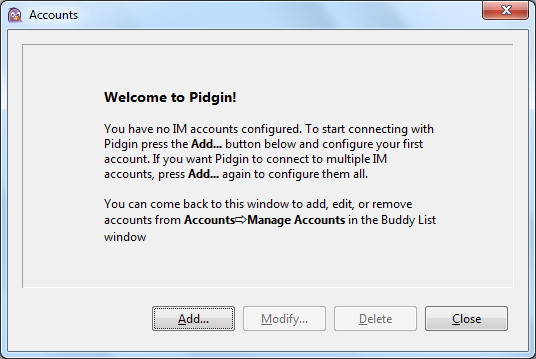 Accounts
Welcome to Pidgin!
You have no IM accounts configured. To start connecting with
Pidgin press the Add... button below and configure your first
account. If you want Pidgin to connect to multiple IM
accounts, press Add... again to configure them all.
You can come back to this window to add, edit, or remove
accounts from Accounts⇨Manage Accounts in the Buddy List
window
Add... Modify... Delete Close